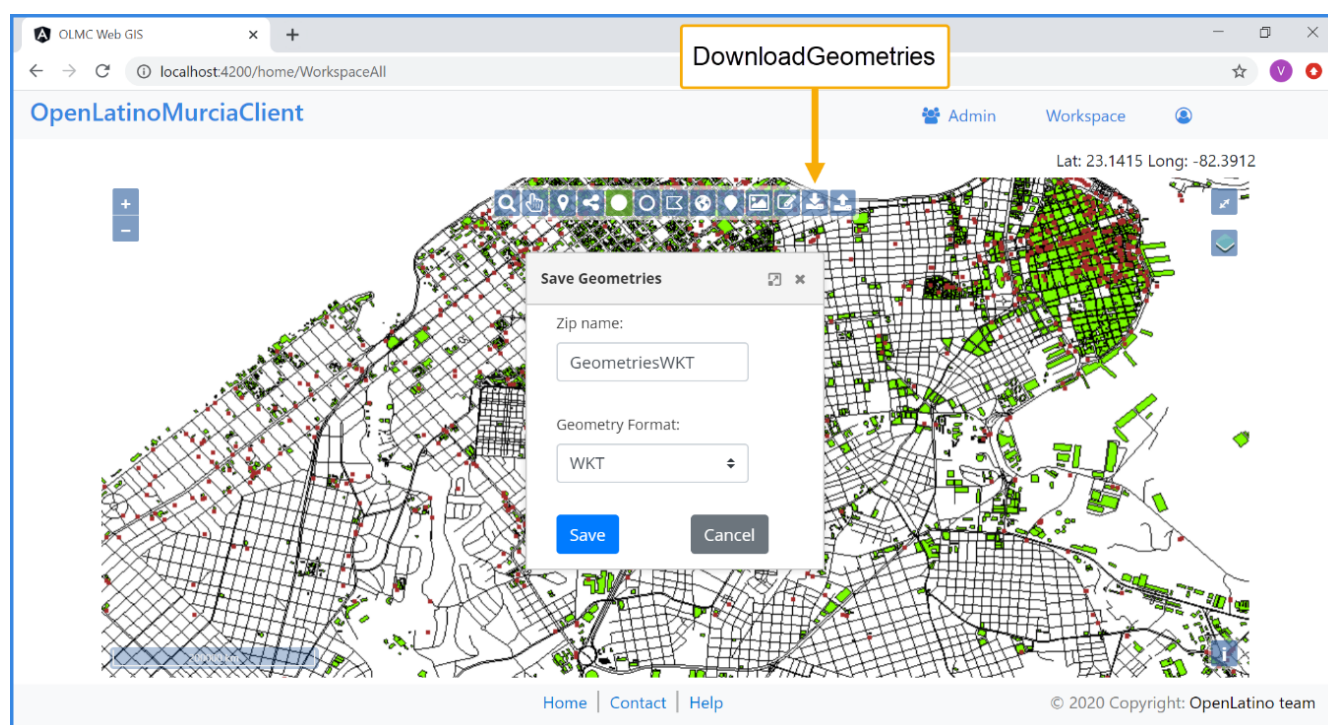 OLMC Web GIS
DownloadGeometries
localhost:4200/home/WorkspaceAll
V
OpenLatinoMurciaClient
Admin
Workspace
Lat: 23.1415 Long: -82.3912
+
–
Save Geometries
Zip name:
GeometriesWKT
Geometry Format:
WKT
Save
Cancel
i
Home | Contact | Help
© 2020 Copyright: OpenLatino team